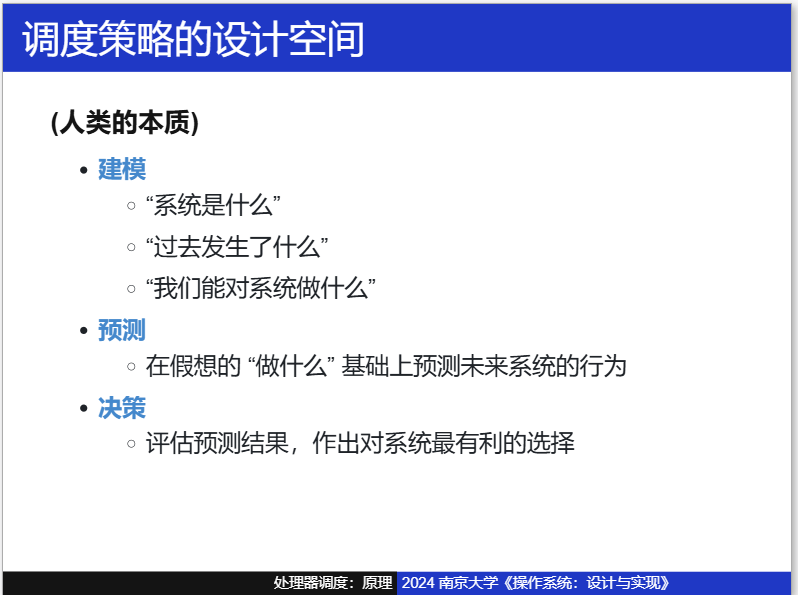 调度策略的设计空间
(人类的本质)
建模
“系统是什么”
“过去发生了什么”
“我们能对系统做什么”
预测
在假想的 “做什么” 基础上预测未来系统的行为
决策
评估预测结果，作出对系统最有利的选择
处理器调度：原理 2024 南京大学《操作系统：设计与实现》